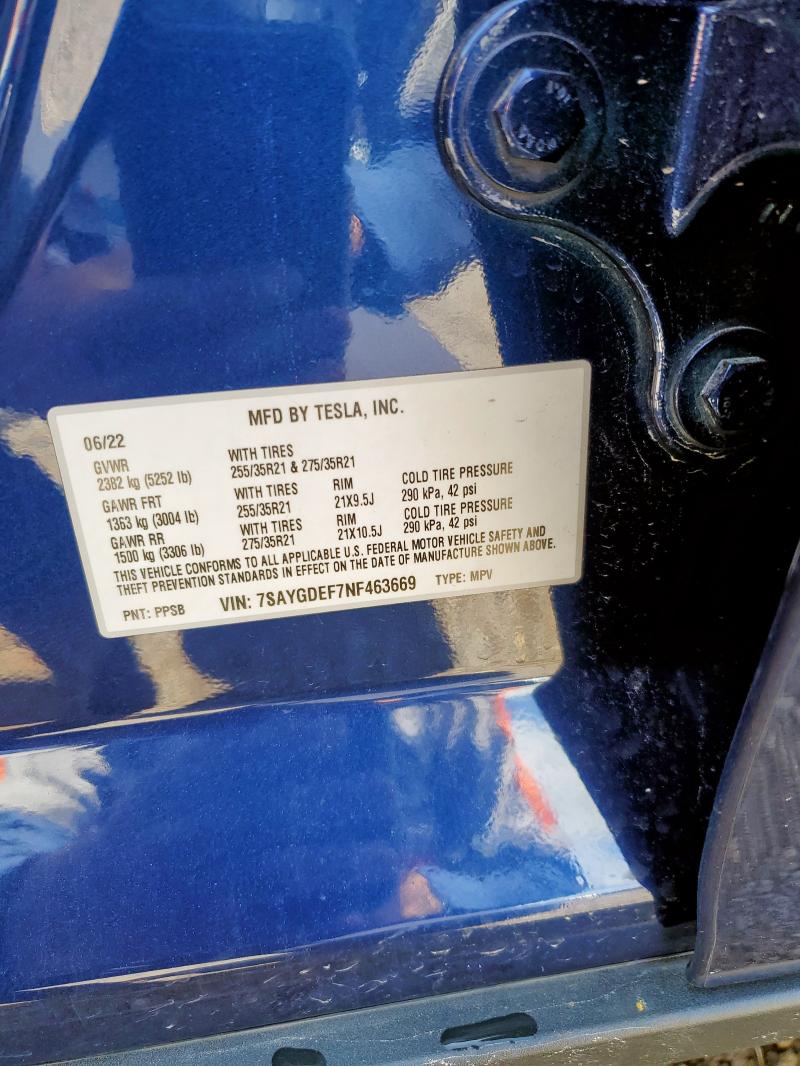 MFD BY TESLA, INC.
06/22
GVWR WITH TIRES
2382 kg (5252 lb) 255/35R21 & 275/35R21
GAWR FRT WITH TIRES RIM COLD TIRE PRESSURE
1363 kg (3004 lb) 255/35R21 21X9.5J 290 kPa, 42 psi
GAWR RR WITH TIRES RIM COLD TIRE PRESSURE
1500 kg (3306 lb) 275/35R21 21X10.5J 290 kPa, 42 psi
THIS VEHICLE CONFORMS TO ALL APPLICABLE U.S. FEDERAL MOTOR VEHICLE SAFETY AND
THEFT PREVENTION STANDARDS IN EFFECT ON THE DATE OF MANUFACTURE SHOWN ABOVE.
PNT: PPSB VIN: 7SAYGDEF7NF463669 TYPE: MPV